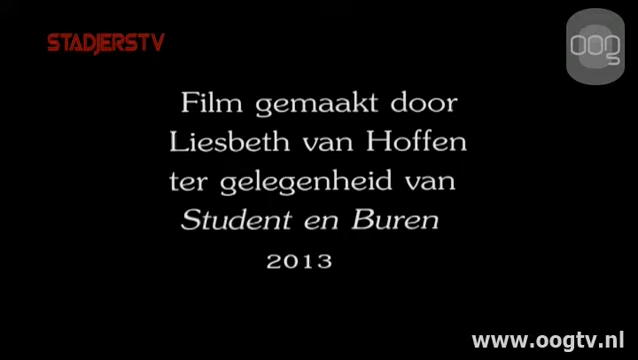 STADJERSTV
oog
Film gemaakt door
Liesbeth van Hoffen
ter gelegenheid van
Student en Buren
2013
www.oogtv.nl